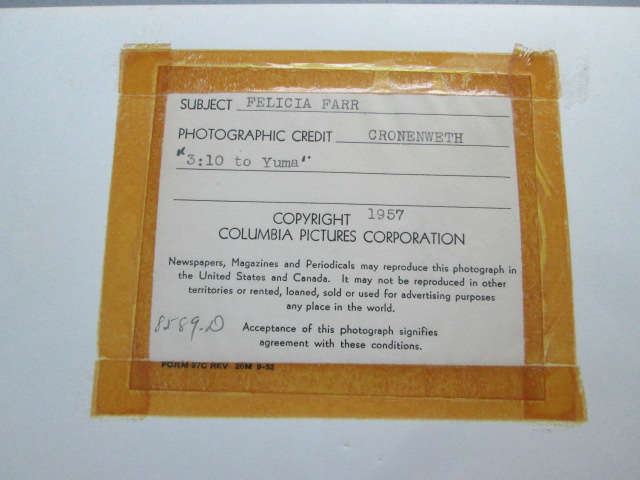 SUBJECT FELICIA FARR
PHOTOGRAPHIC CREDIT CRONENWETH
"3:10 to Yuma"
COPYRIGHT 1957
COLUMBIA PICTURES CORPORATION
Newspapers, Magazines and Periodicals may reproduce this photograph in
the United States and Canada. It may not be reproduced in other
territories or rented, loaned, sold or used for advertising purposes
any place in the world.
8589-D
Acceptance of this photograph signifies
agreement with these conditions.
FORM 97C REV 20M 9-52